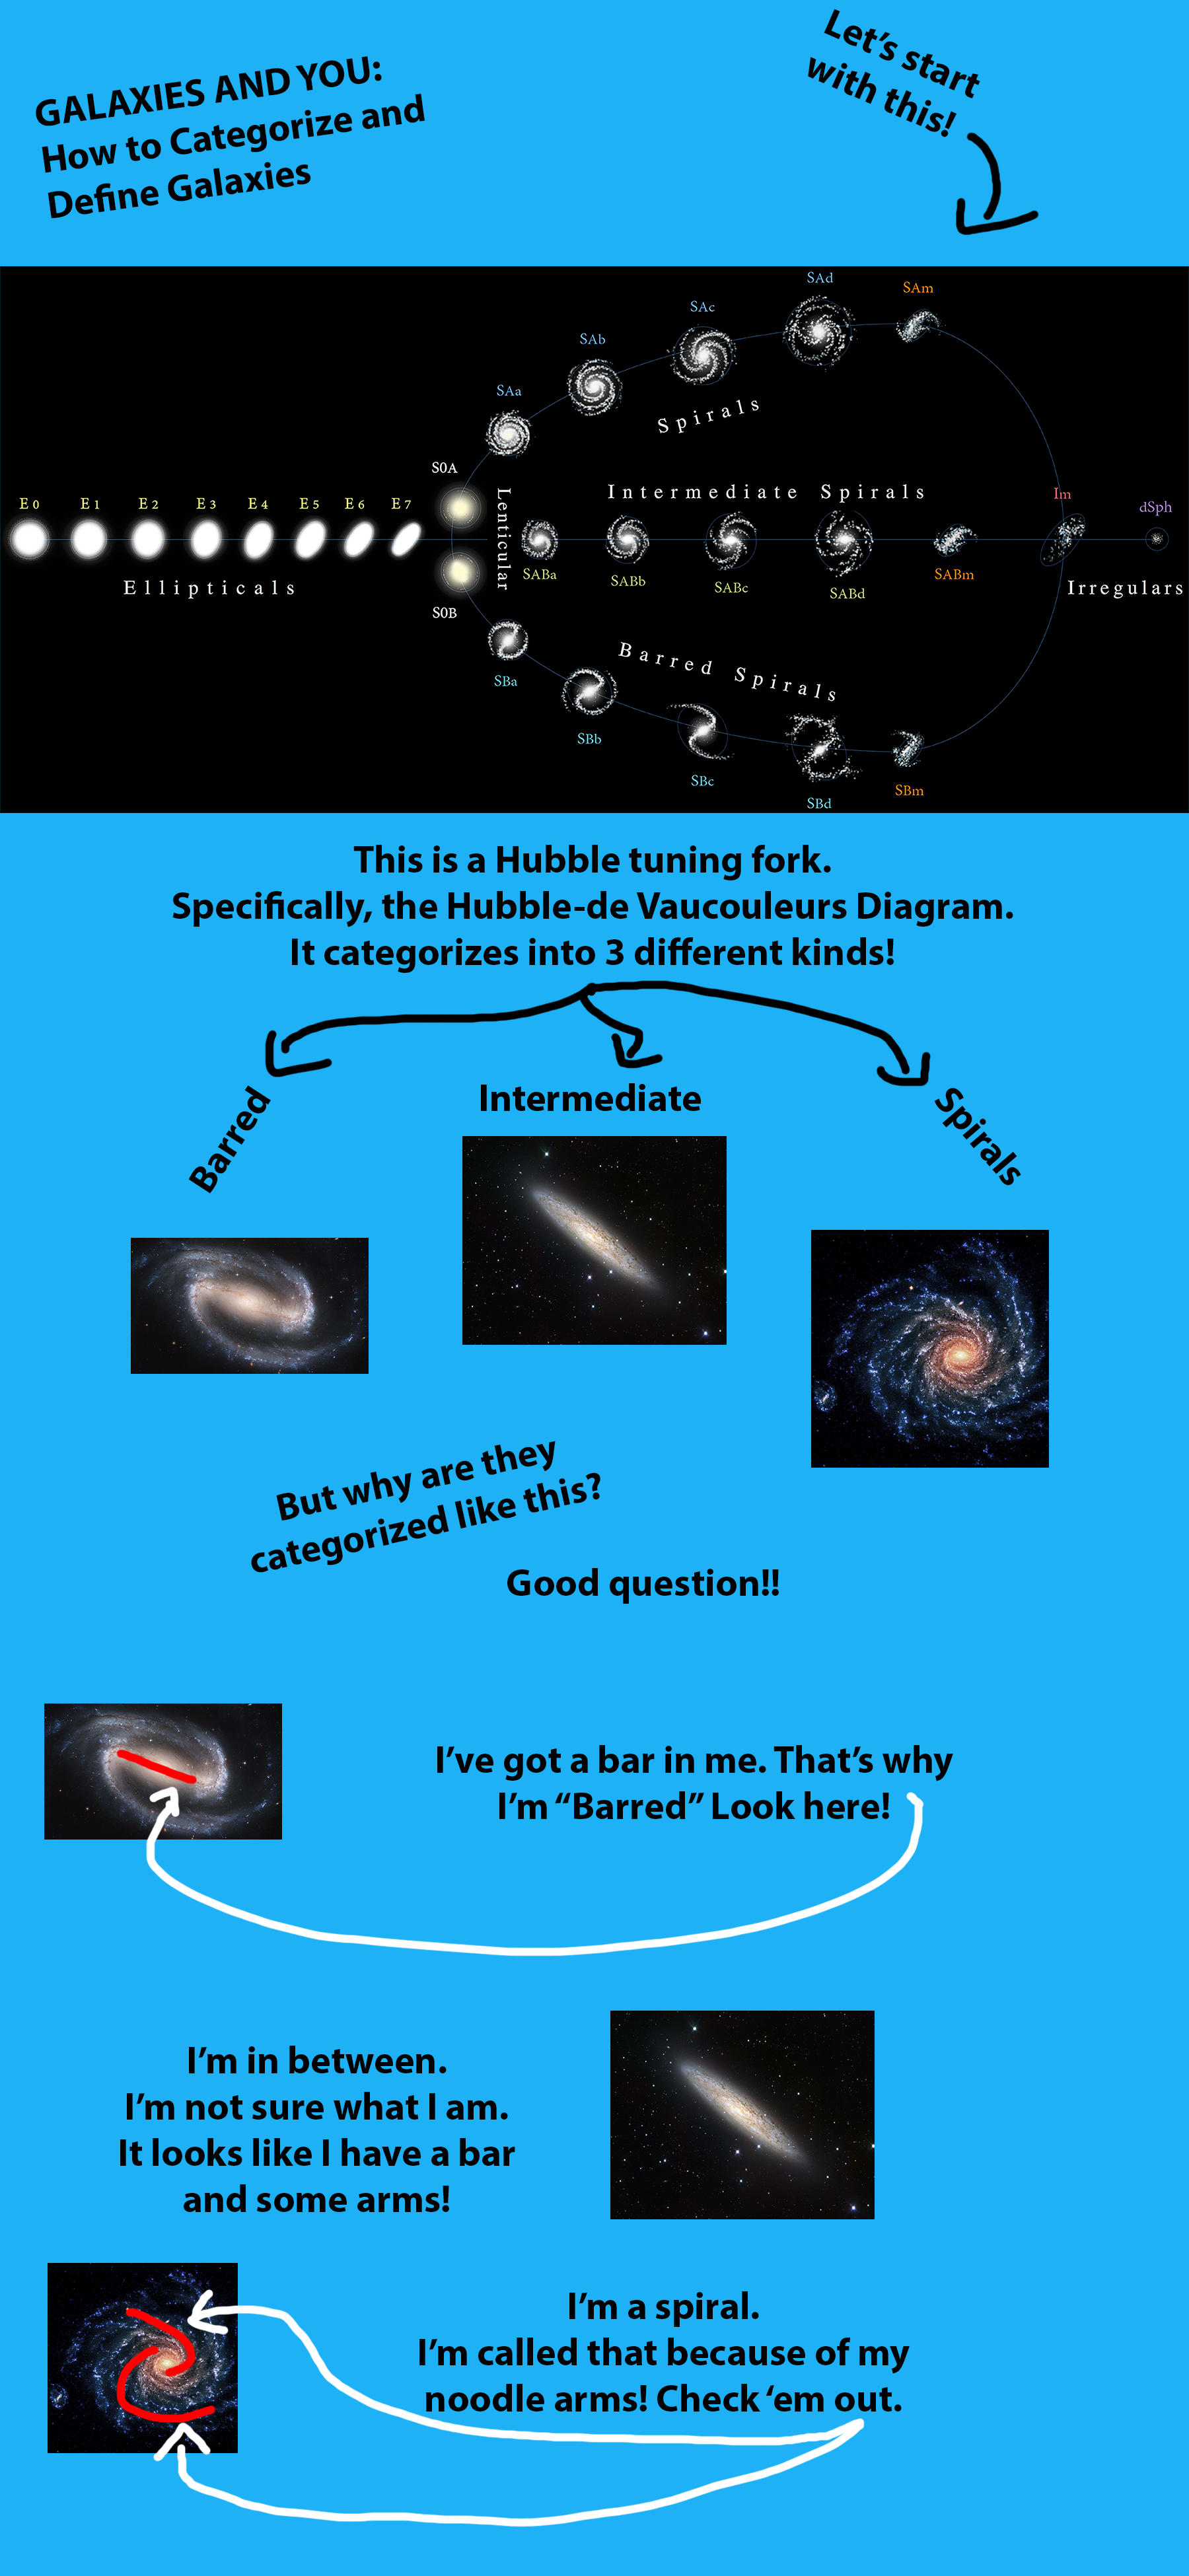 GALAXIES AND YOU:
How to Categorize and
Define Galaxies
Let's start
with this!
SAd
SAm
SAc
SAb
SAa
Spirals
S0A
E0
E1
E2
E3
E4
E5
E6
E7
Lenticular
Intermediate Spirals
Im
dSph
SABa
SABb
SABc
SABd
SABm
Ellipticals
Irregulars
S0B
Barred Spirals
SBa
SBb
SBc
SBd
SBm
This is a Hubble tuning fork.
Specifically, the Hubble-de Vaucouleurs Diagram.
It categorizes into 3 different kinds!
Barred
Intermediate
Spirals
But why are they
categorized like this?
Good question!!
I've got a bar in me. That's why
I'm "Barred" Look here!
I'm in between.
I'm not sure what I am.
It looks like I have a bar
and some arms!
I'm a spiral.
I'm called that because of my
noodle arms! Check 'em out.